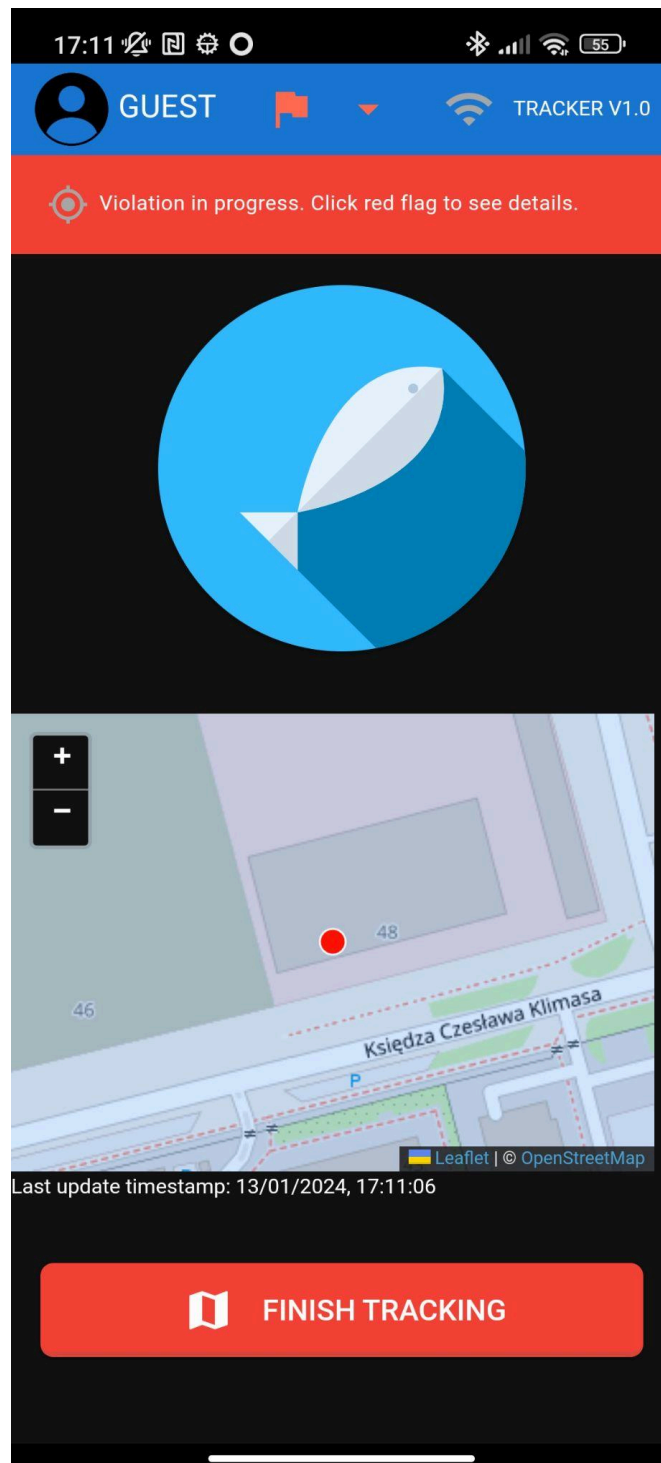 17:11 55
GUEST TRACKER V1.0
Violation in progress. Click red flag to see details.
+
−
48
46
Księdza Czesława Klimasa
P
Leaflet | © OpenStreetMap
Last update timestamp: 13/01/2024, 17:11:06
FINISH TRACKING